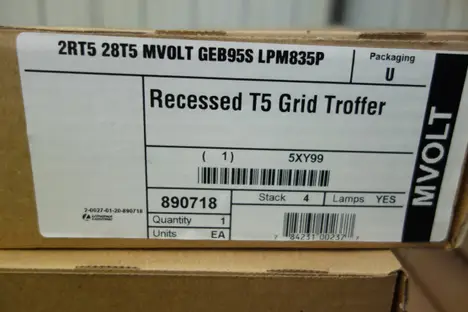 2RT5 28T5 MVOLT GEB95S LPM835P
Packaging
U
Recessed T5 Grid Troffer
MVOLT
( 1) 5XY99
890718
Stack 4
Lamps YES
Quantity 1
Units EA